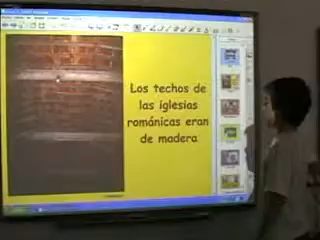 Los techos de
las iglesias
románicas eran
de madera